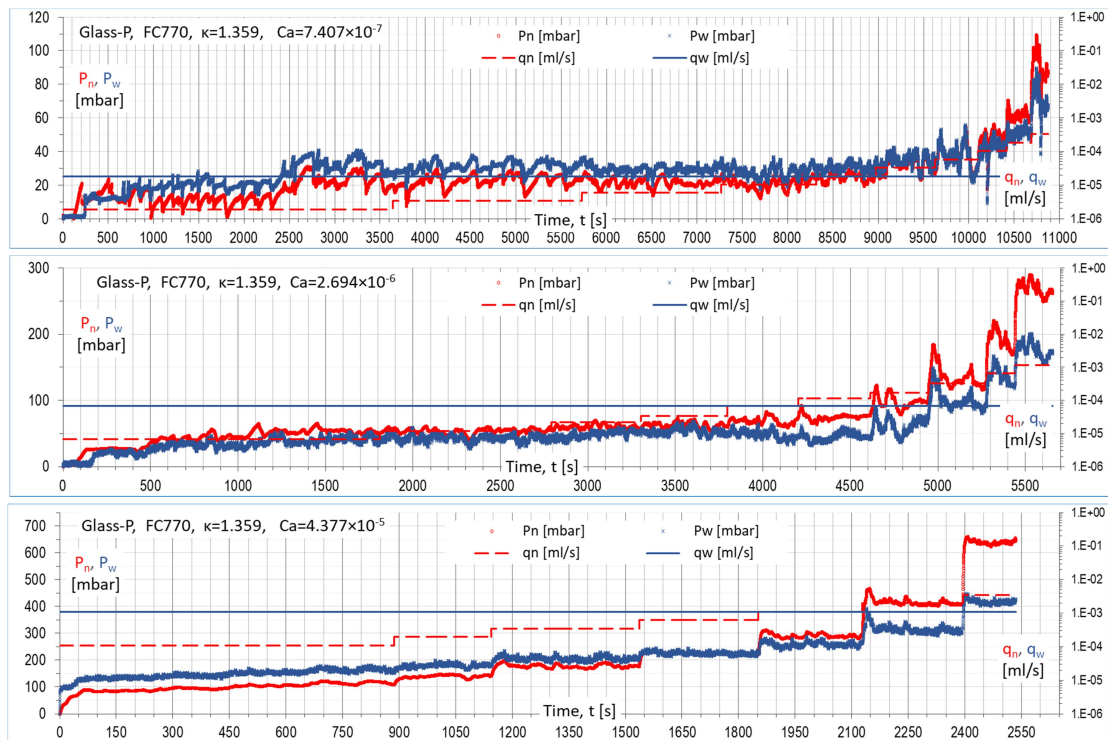 Glass-P, FC770, κ=1.359, Ca=7.407×10⁻⁷
Pn [mbar] Pw [mbar]
qn [ml/s] qw [ml/s]
Pₙ, P_w
[mbar]
120
100
80
60
40
20
0
1.E+00
1.E-01
1.E-02
1.E-03
1.E-04
1.E-05
1.E-06
qₙ, q_w
[ml/s]
Time, t [s]
0 500 1000 1500 2000 2500 3000 3500 4000 4500 5000 5500 6000 6500 7000 7500 8000 8500 9000 9500 10000 10500 11000
Glass-P, FC770, κ=1.359, Ca=2.694×10⁻⁶
Pn [mbar] Pw [mbar]
qn [ml/s] qw [ml/s]
Pₙ, P_w
[mbar]
300
200
100
0
1.E+00
1.E-01
1.E-02
1.E-03
1.E-04
1.E-05
1.E-06
qₙ, q_w
[ml/s]
Time, t [s]
0 500 1000 1500 2000 2500 3000 3500 4000 4500 5000 5500
Glass-P, FC770, κ=1.359, Ca=4.377×10⁻⁵
Pn [mbar] Pw [mbar]
qn [ml/s] qw [ml/s]
Pₙ, P_w
[mbar]
700
600
500
400
300
200
100
0
1.E+00
1.E-01
1.E-02
1.E-03
1.E-04
1.E-05
1.E-06
qₙ, q_w
[ml/s]
Time, t [s]
0 150 300 450 600 750 900 1050 1200 1350 1500 1650 1800 1950 2100 2250 2400 2550